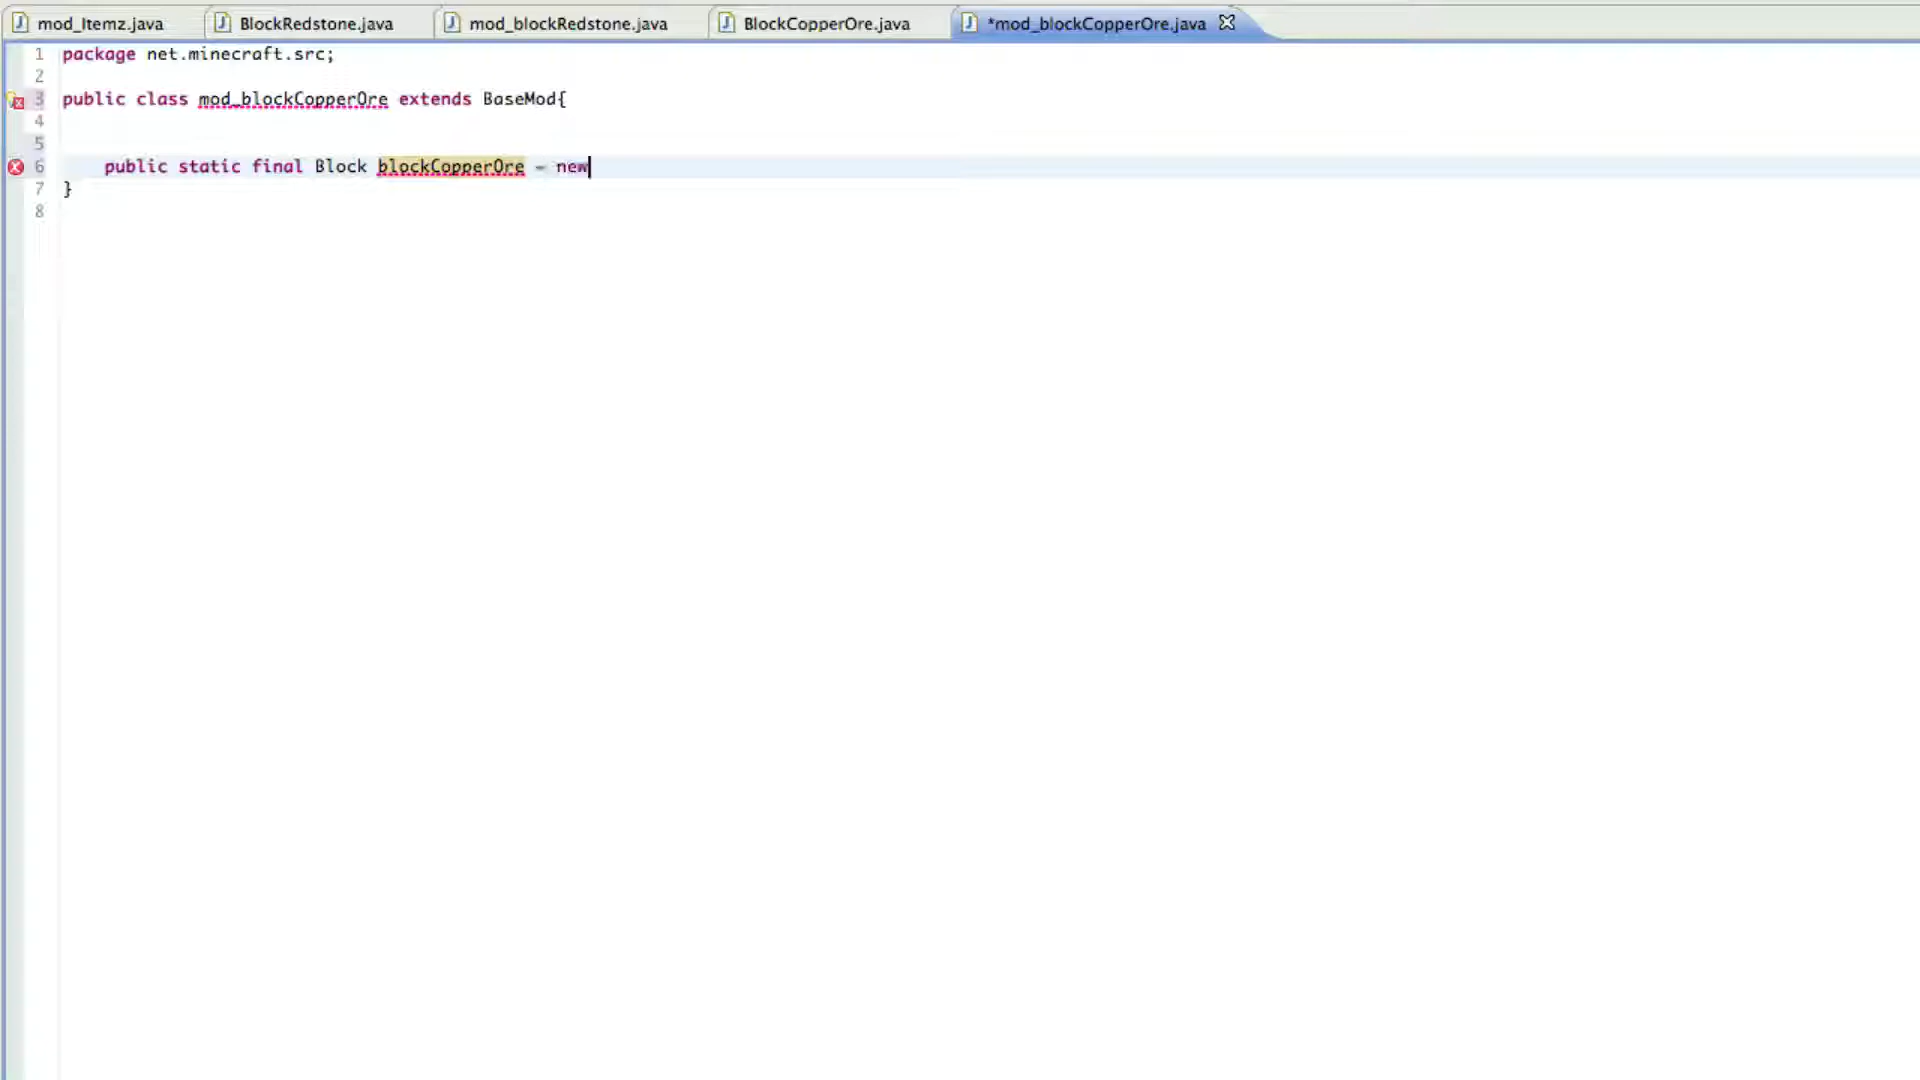 mod_Itemz.java BlockRedstone.java mod_blockRedstone.java BlockCopperOre.java *mod_blockCopperOre.java
1 package net.minecraft.src;
2
3 public class mod_blockCopperOre extends BaseMod{
4
5
6 public static final Block blockCopperOre - new
7 }
8